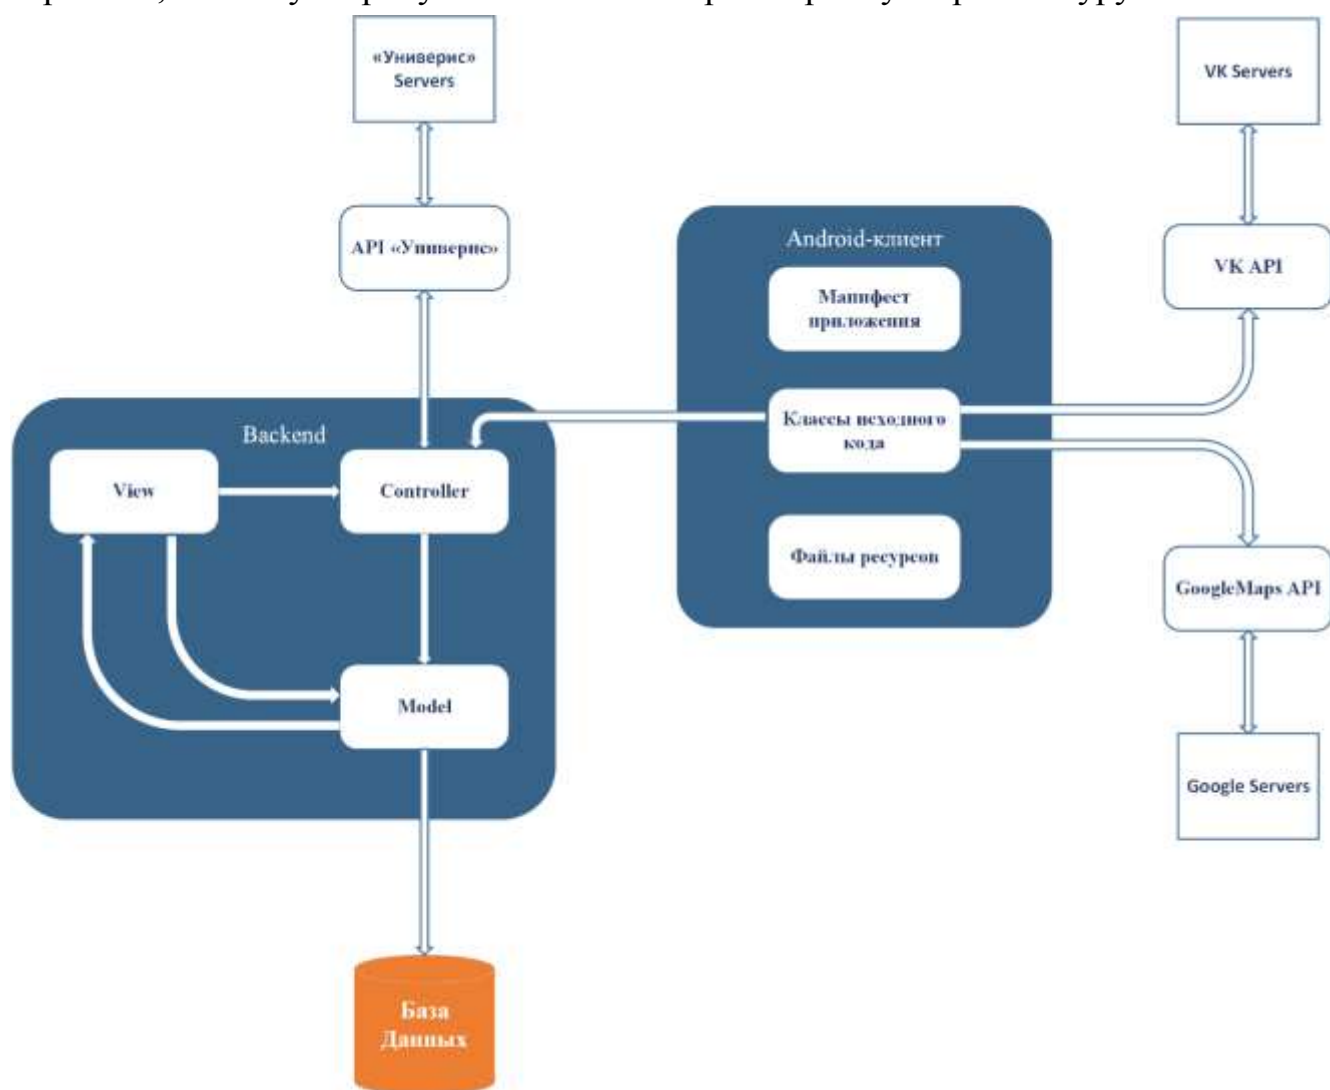 «Универис»
Servers
VK Servers
API «Универис»
Android-клиент
VK API
Манифест
приложения
Backend
Классы исходного
кода
View
Controller
Файлы ресурсов
GoogleMaps API
Model
Google Servers
База
Данных